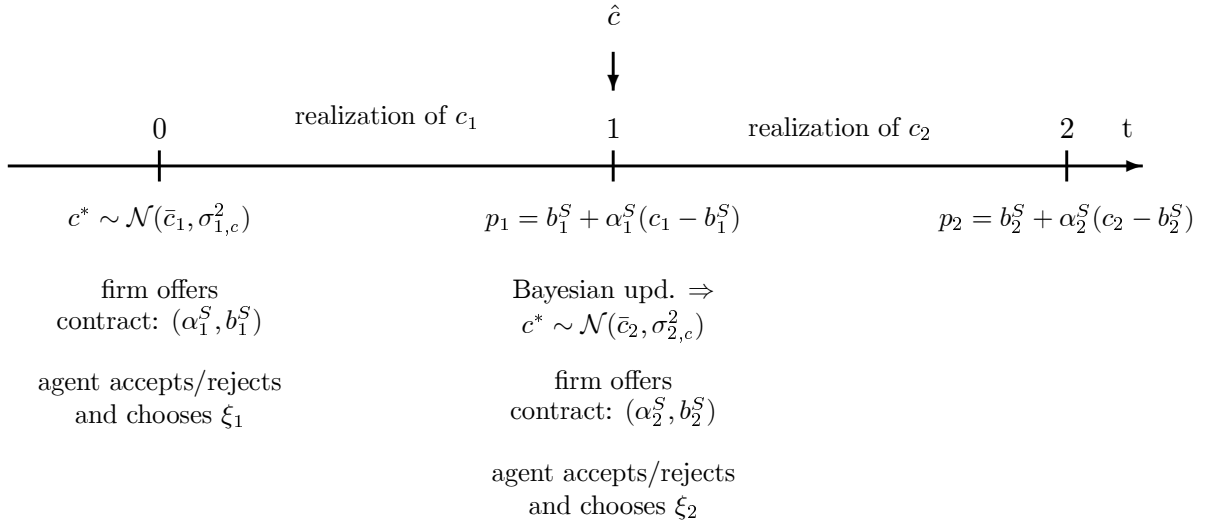 ĉ
realization of c₁
realization of c₂
0
1
2
t
c* ∼ 𝒩(c̄₁, σ²₁,c)
p₁ = b₁ˢ + α₁ˢ(c₁ − b₁ˢ)
p₂ = b₂ˢ + α₂ˢ(c₂ − b₂ˢ)
firm offers
contract: (α₁ˢ, b₁ˢ)
agent accepts/rejects
and chooses ξ₁
Bayesian upd. ⇒
c* ∼ 𝒩(c̄₂, σ²₂,c)
firm offers
contract: (α₂ˢ, b₂ˢ)
agent accepts/rejects
and chooses ξ₂